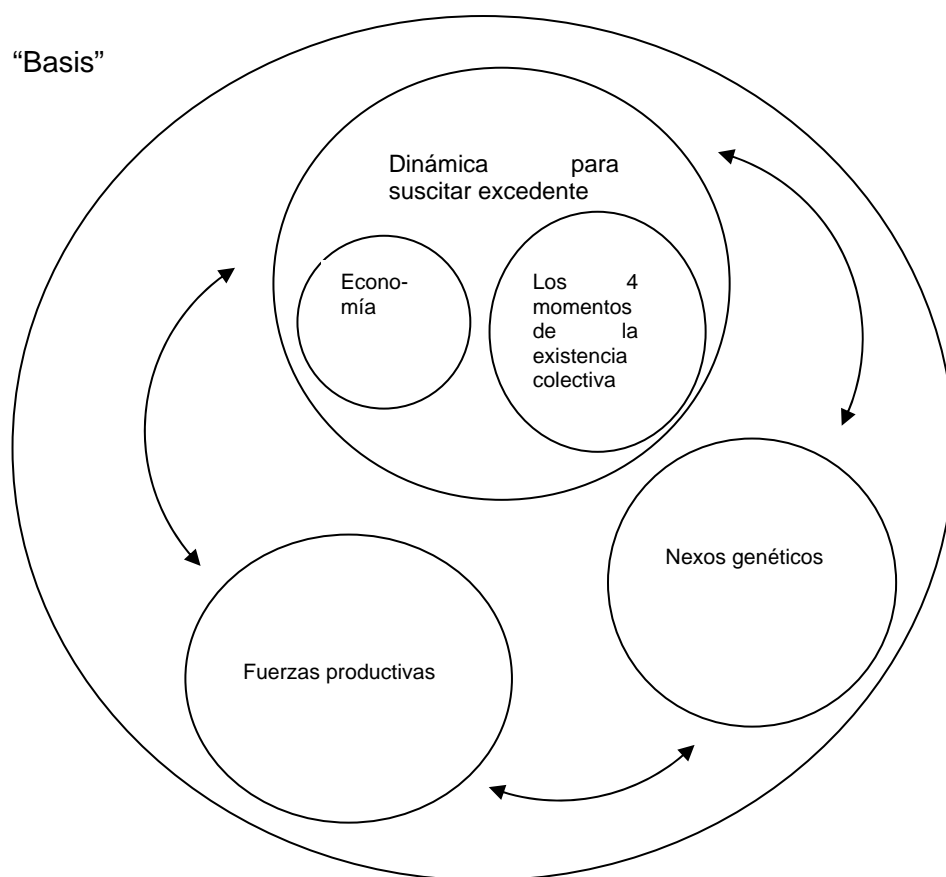 “Basis”
Dinámica para
suscitar excedente
Econo-
mía
Los 4
momentos
de la
existencia
colectiva
Nexos genéticos
Fuerzas productivas